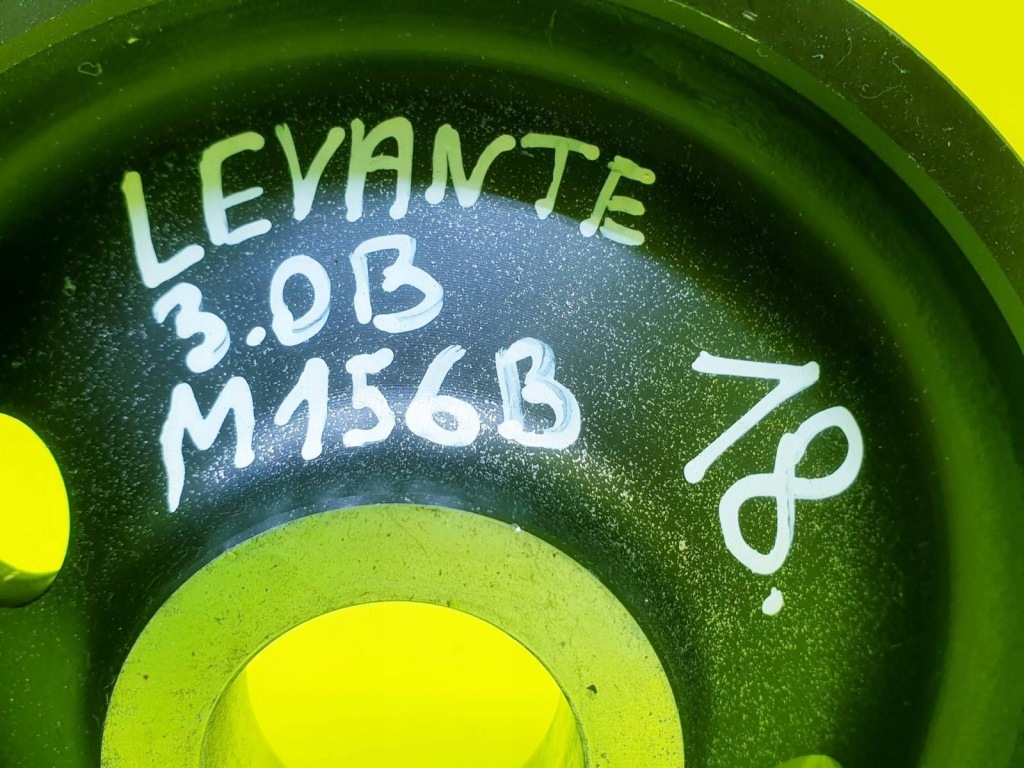 LEVANTE
3.0B
M156B
78.